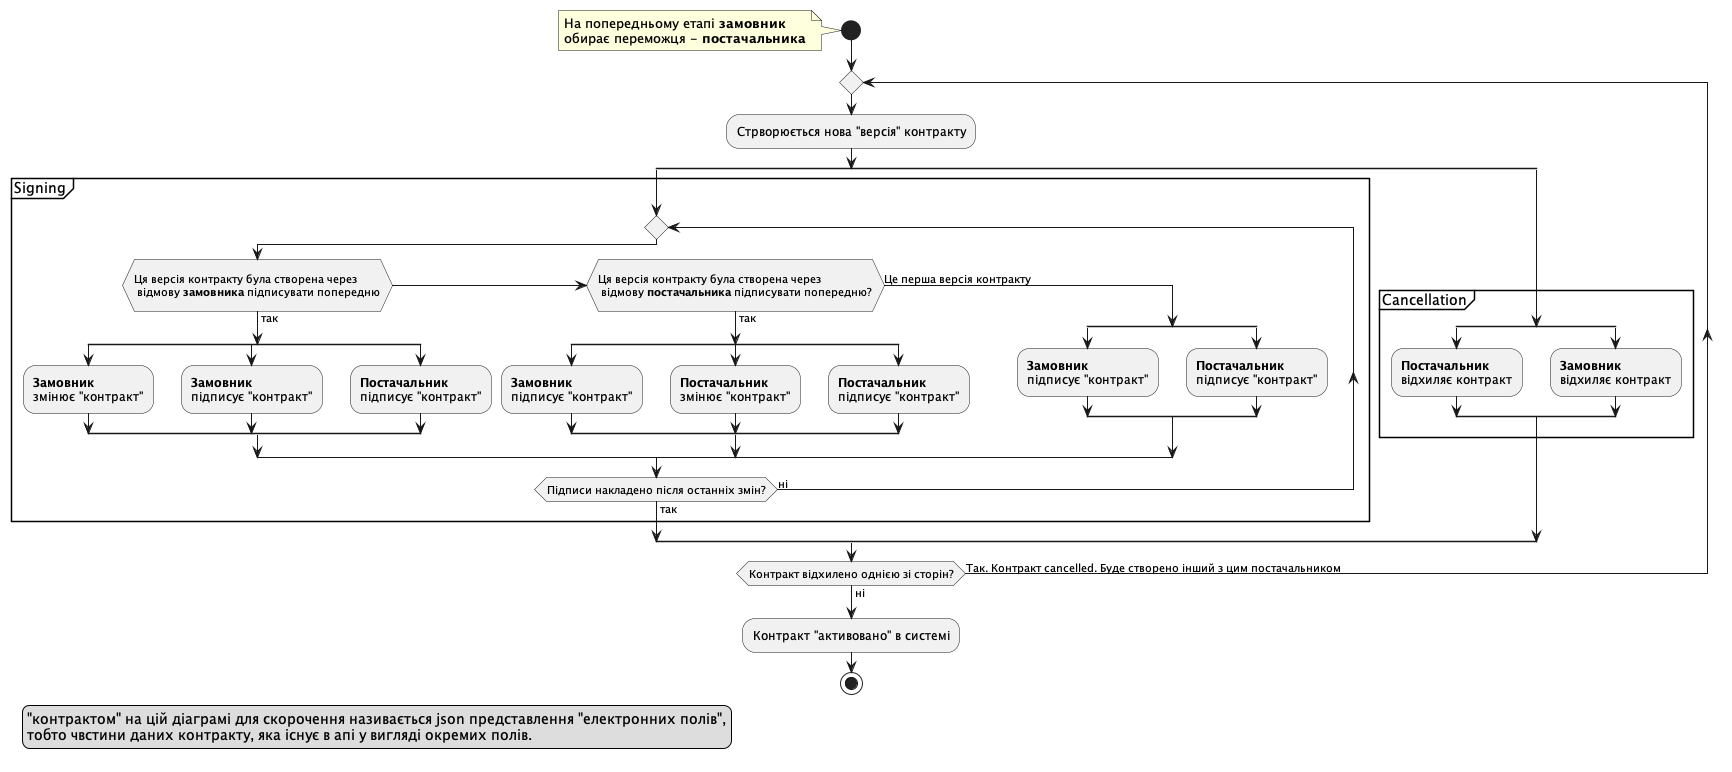 На попередньому етапі замовник
обирає переможця – постачальника
Стрворюється нова "версія" контракту
Signing
Ця версія контракту була створена через
відмову замовника підписувати попередню
Ця версія контракту була створена через
відмову постачальника підписувати попередню?
Це перша версія контракту
так
так
Замовник
змінює "контракт"
Замовник
підписує "контракт"
Постачальник
підписує "контракт"
Замовник
підписує "контракт"
Постачальник
змінює "контракт"
Постачальник
підписує "контракт"
Замовник
підписує "контракт"
Постачальник
підписує "контракт"
Cancellation
Постачальник
відхиляє контракт
Замовник
відхиляє контракт
Підписи накладено після останніх змін?
ні
так
Контракт відхилено однією зі сторін?
Так. Контракт cancelled. Буде створено інший з цим постачальником
ні
Контракт "активовано" в системі
"контрактом" на цій діаграмі для скорочення називається json представлення "електронних полів",
тобто чвстини даних контракту, яка існує в апі у вигляді окремих полів.